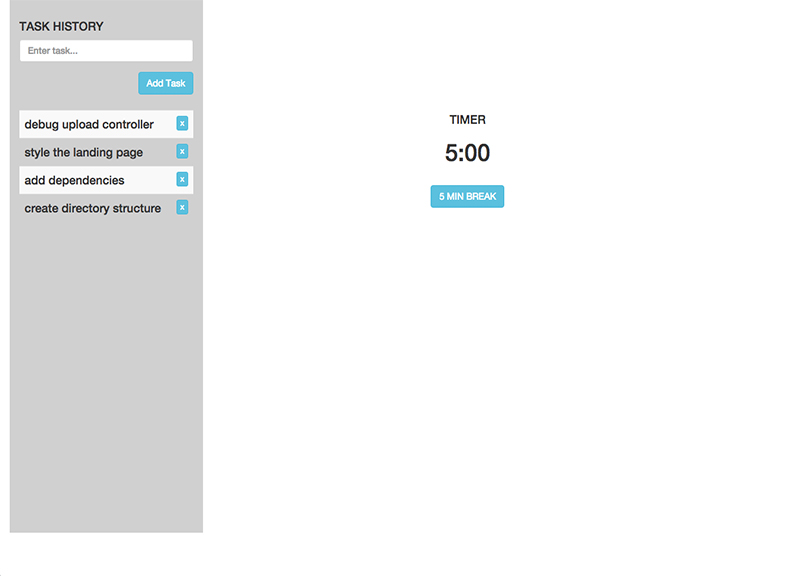 TASK HISTORY
Enter task...
Add Task
debug upload controller x
style the landing page x
add dependencies x
create directory structure x
TIMER
5:00
5 MIN BREAK